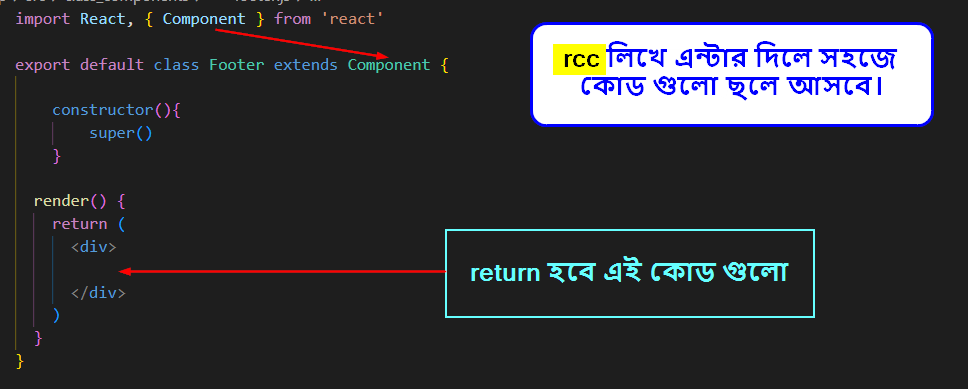 import React, { Component } from 'react'
export default class Footer extends Component {
constructor(){
super()
}
render() {
return (
<div>
</div>
)
}
}
rcc লিখে এন্টার দিলে সহজে
কোড গুলো ছলে আসবে।
return হবে এই কোড গুলো